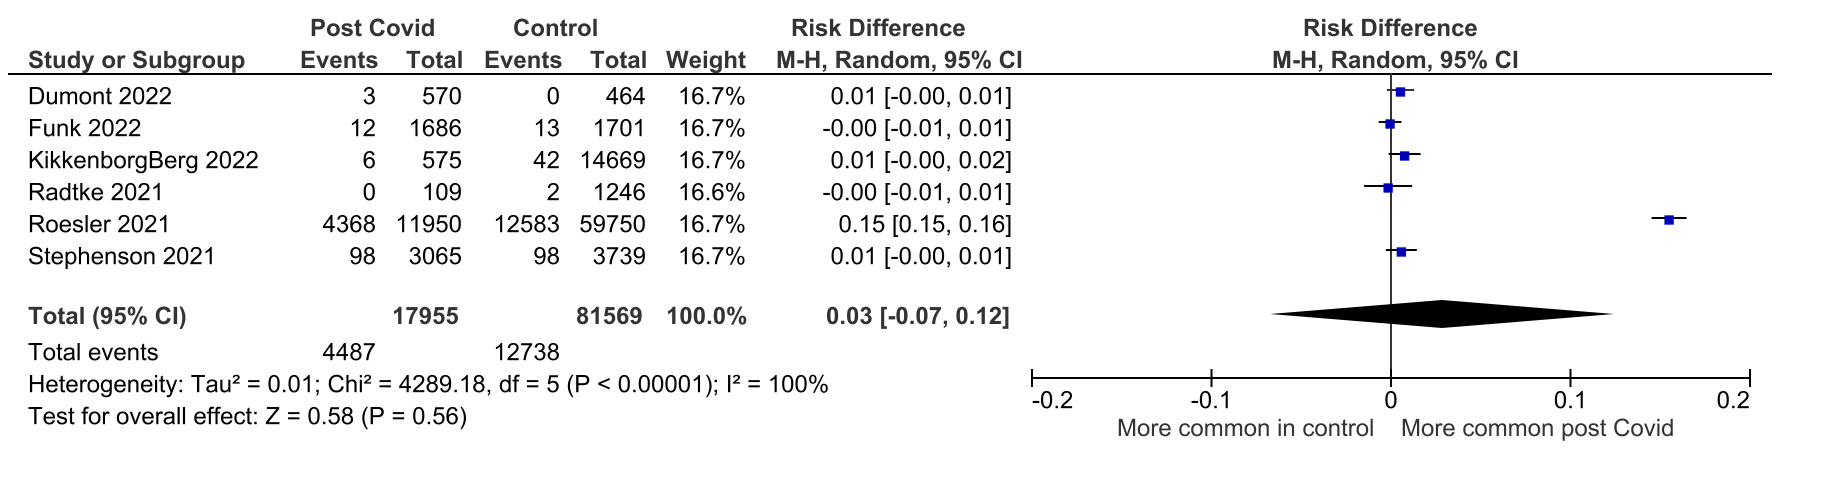 Post Covid Control Risk Difference Risk Difference
Study or Subgroup Events Total Events Total Weight M-H, Random, 95% CI M-H, Random, 95% CI
Dumont 2022 3 570 0 464 16.7% 0.01 [-0.00, 0.01]
Funk 2022 12 1686 13 1701 16.7% -0.00 [-0.01, 0.01]
KikkenborgBerg 2022 6 575 42 14669 16.7% 0.01 [-0.00, 0.02]
Radtke 2021 0 109 2 1246 16.6% -0.00 [-0.01, 0.01]
Roesler 2021 4368 11950 12583 59750 16.7% 0.15 [0.15, 0.16]
Stephenson 2021 98 3065 98 3739 16.7% 0.01 [-0.00, 0.01]
Total (95% CI) 17955 81569 100.0% 0.03 [-0.07, 0.12]
Total events 4487 12738
Heterogeneity: Tau² = 0.01; Chi² = 4289.18, df = 5 (P < 0.00001); I² = 100%
Test for overall effect: Z = 0.58 (P = 0.56)
-0.2 -0.1 0 0.1 0.2
More common in control More common post Covid